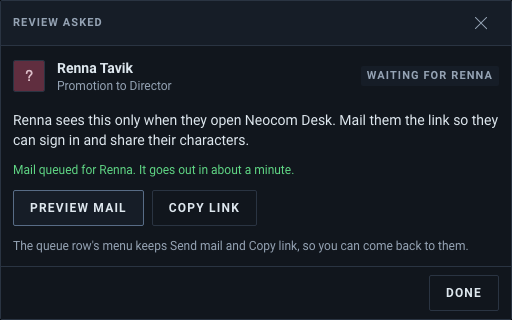 REVIEW ASKED
?
Renna Tavik
Promotion to Director
WAITING FOR RENNA
Renna sees this only when they open Neocom Desk. Mail them the link so they
can sign in and share their characters.
Mail queued for Renna. It goes out in about a minute.
PREVIEW MAIL
COPY LINK
The queue row's menu keeps Send mail and Copy link, so you can come back to them.
DONE